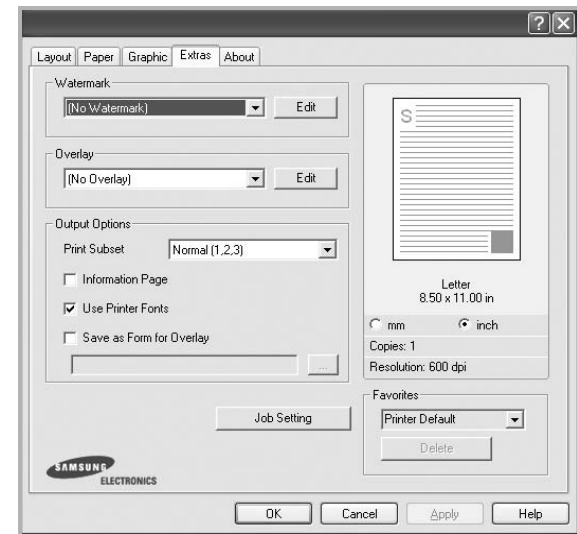 Layout Paper Graphic Extras About
Watermark
(No Watermark) Edit
Overlay
(No Overlay) Edit
Output Options
Print Subset Normal (1,2,3)
Information Page
Use Printer Fonts
Save as Form for Overlay
...
Job Setting
SAMSUNG
ELECTRONICS
S
Letter
8.50 x 11.00 in
mm inch
Copies: 1
Resolution: 600 dpi
Favorites
Printer Default
Delete
OK Cancel Apply Help